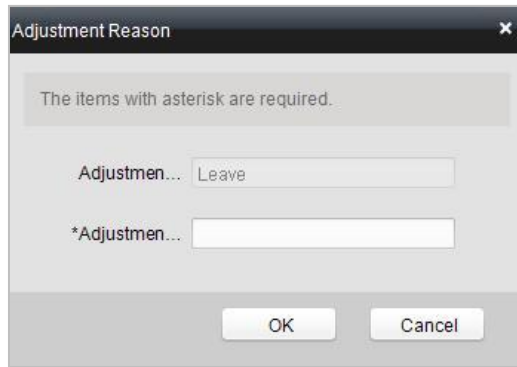 Adjustment Reason
The items with asterisk are required.
Adjustmen... Leave
*Adjustmen...
OK Cancel